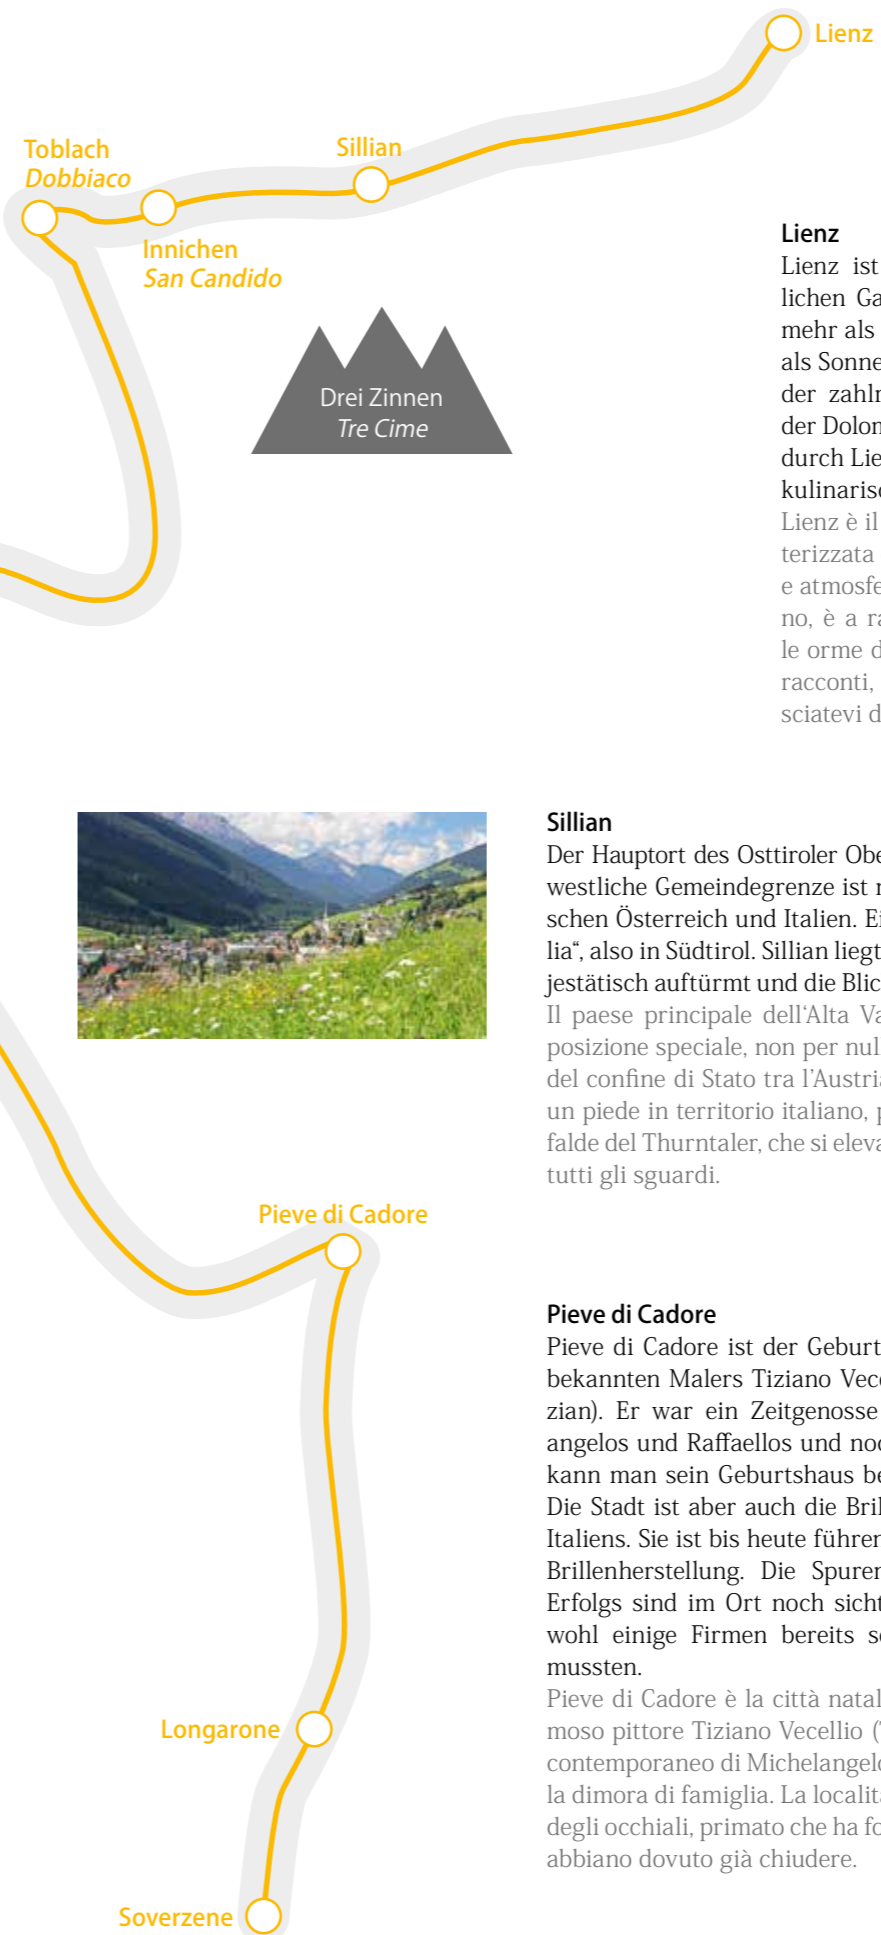 Lienz
Toblach
Dobbiaco
Sillian
Innichen
San Candido
Drei Zinnen
Tre Cime
Lienz
Lienz ist
lichen Ga
mehr als
als Sonne
der zahlr
der Dolom
durch Lie
kulinarisc
Lienz è il
terizzata
e atmosfe
no, è a ra
le orme d
racconti,
sciatevi d
Sillian
Der Hauptort des Osttiroler Obe
westliche Gemeindegrenze ist n
schen Österreich und Italien. Ei
lia“, also in Südtirol. Sillian liegt
jestätisch auftürmt und die Blic
Il paese principale dell‘Alta Va
posizione speciale, non per nul
del confine di Stato tra l’Austria
un piede in territorio italiano, p
falde del Thurntaler, che si eleva
tutti gli sguardi.
Pieve di Cadore
Pieve di Cadore
Pieve di Cadore ist der Geburt
bekannten Malers Tiziano Vece
zian). Er war ein Zeitgenosse
angelos und Raffaellos und noc
kann man sein Geburtshaus be
Die Stadt ist aber auch die Bril
Italiens. Sie ist bis heute führen
Brillenherstellung. Die Spuren
Erfolgs sind im Ort noch sicht
wohl einige Firmen bereits sc
mussten.
Pieve di Cadore è la città natal
moso pittore Tiziano Vecellio (T
contemporaneo di Michelangelo
la dimora di famiglia. La localit
degli occhiali, primato che ha fo
abbiano dovuto già chiudere.
Longarone
Soverzene